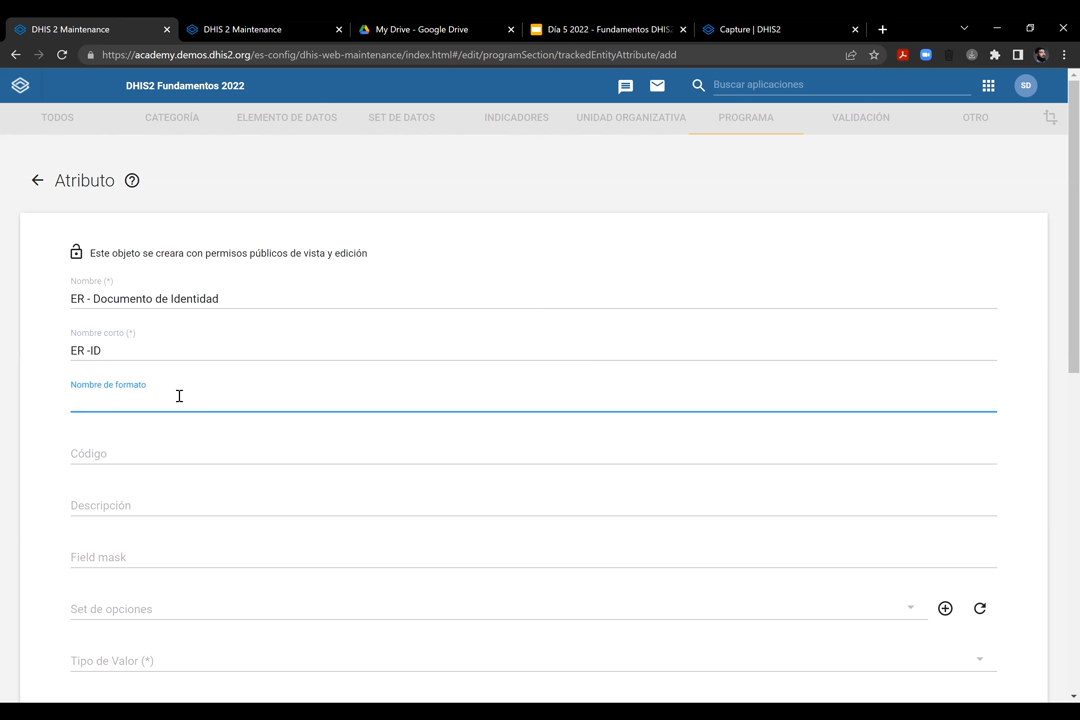 DHIS 2 Maintenance
DHIS 2 Maintenance
My Drive - Google Drive
Día 5 2022 - Fundamentos DHIS2
Capture | DHIS2
https://academy.demos.dhis2.org/es-config/dhis-web-maintenance/index.html#/edit/programSection/trackedEntityAttribute/add
DHIS2 Fundamentos 2022
Buscar aplicaciones
SD
TODOS
CATEGORÍA
ELEMENTO DE DATOS
SET DE DATOS
INDICADORES
UNIDAD ORGANIZATIVA
PROGRAMA
VALIDACIÓN
OTRO
Atributo
Este objeto se creara con permisos públicos de vista y edición
Nombre (*)
ER - Documento de Identidad
Nombre corto (*)
ER -ID
Nombre de formato
Código
Descripción
Field mask
Set de opciones
Tipo de Valor (*)